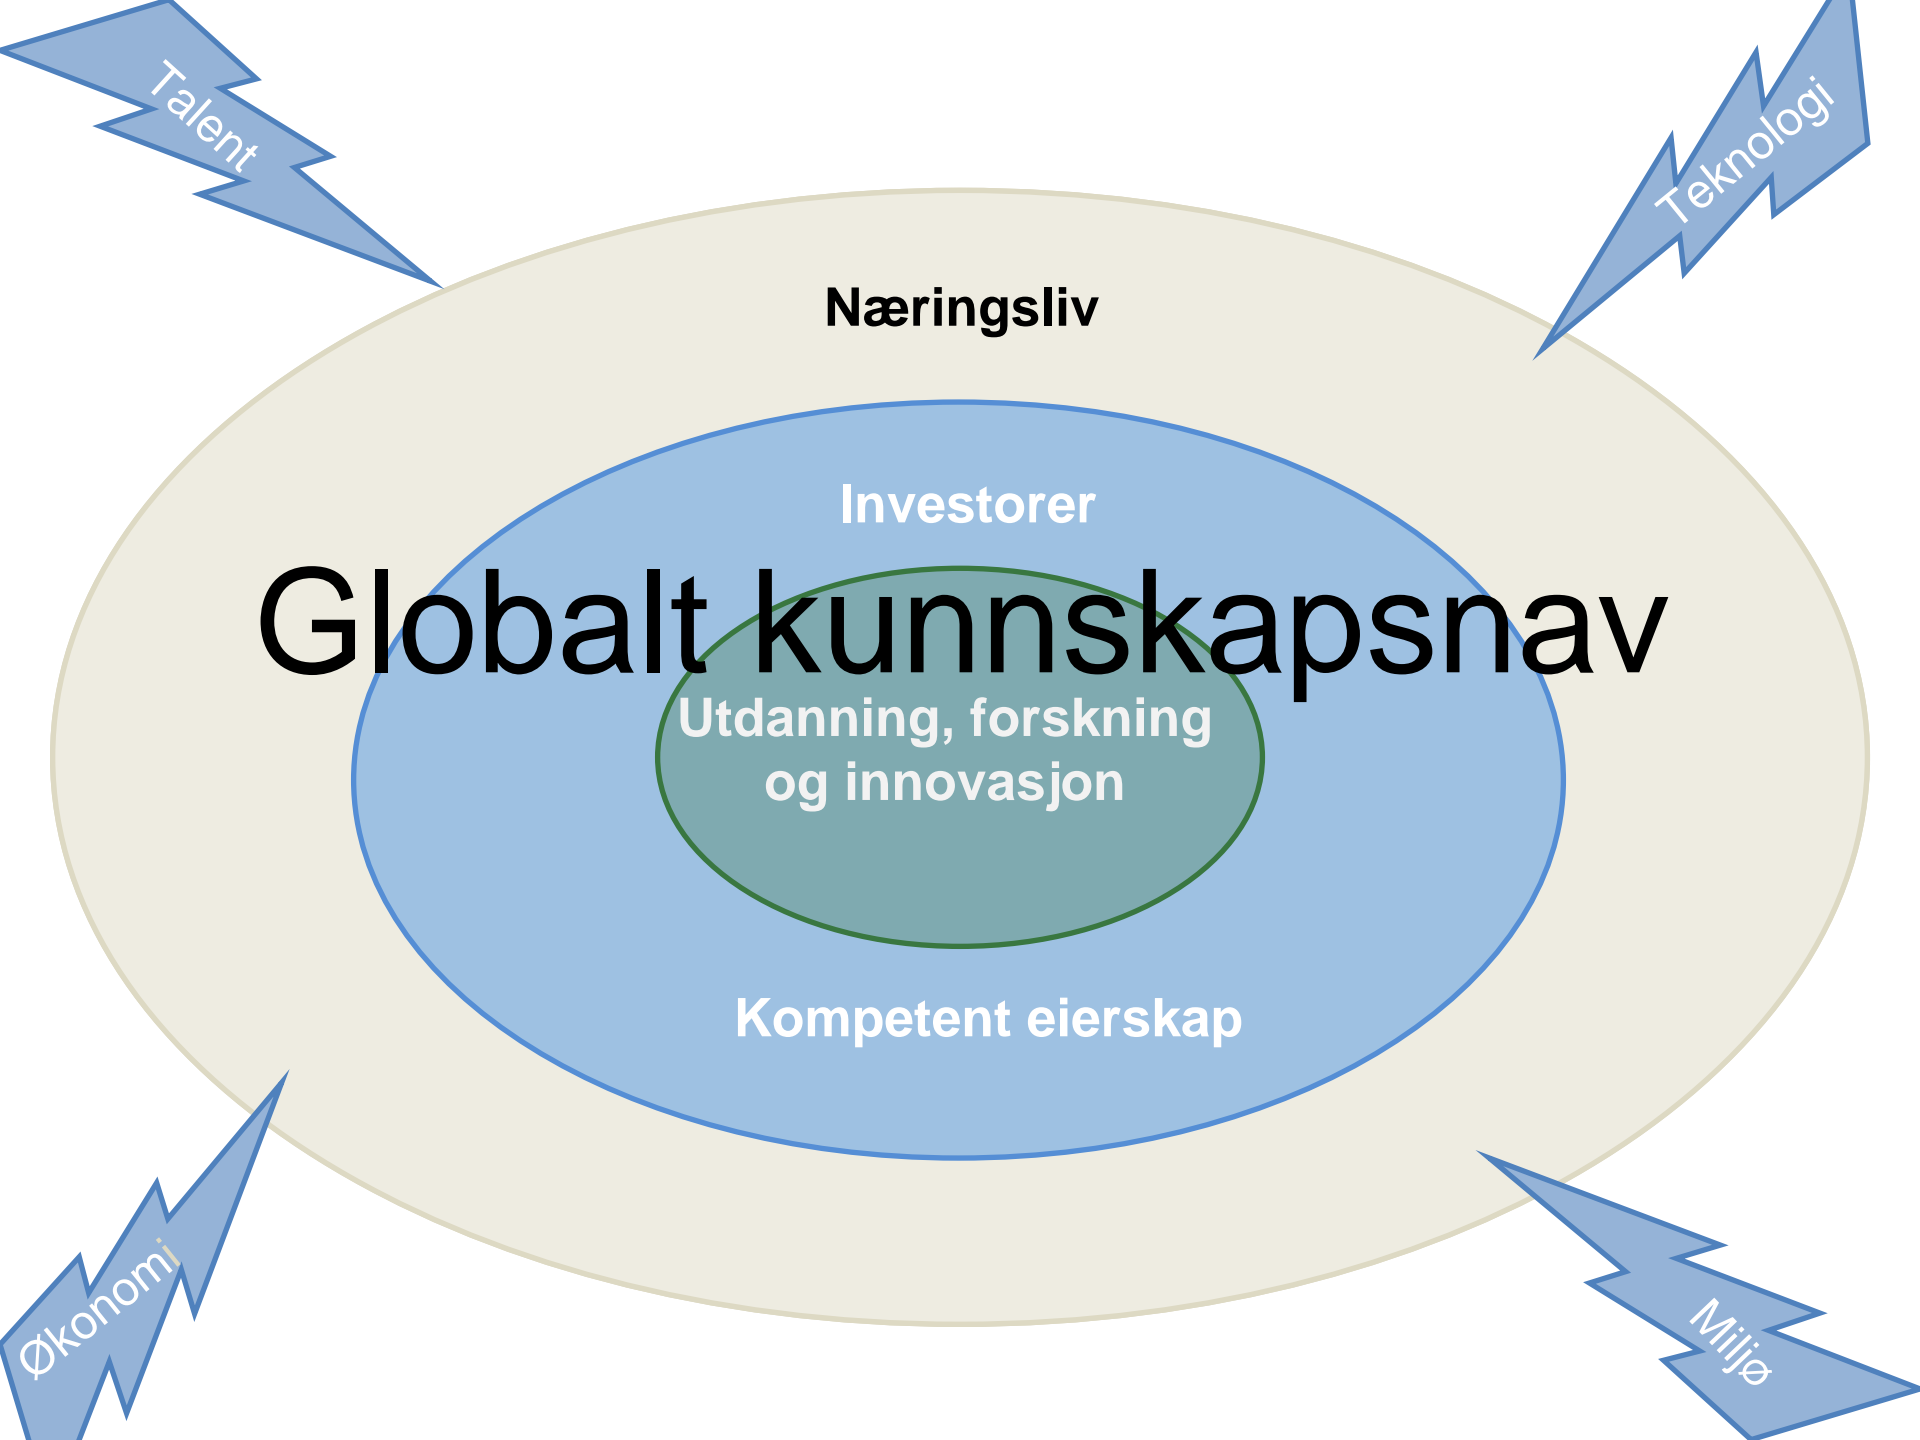 Talent
Teknologi
Næringsliv
Investorer
Globalt kunnskapsnav
Utdanning, forskning
og innovasjon
Kompetent eierskap
Økonomi
Miljø